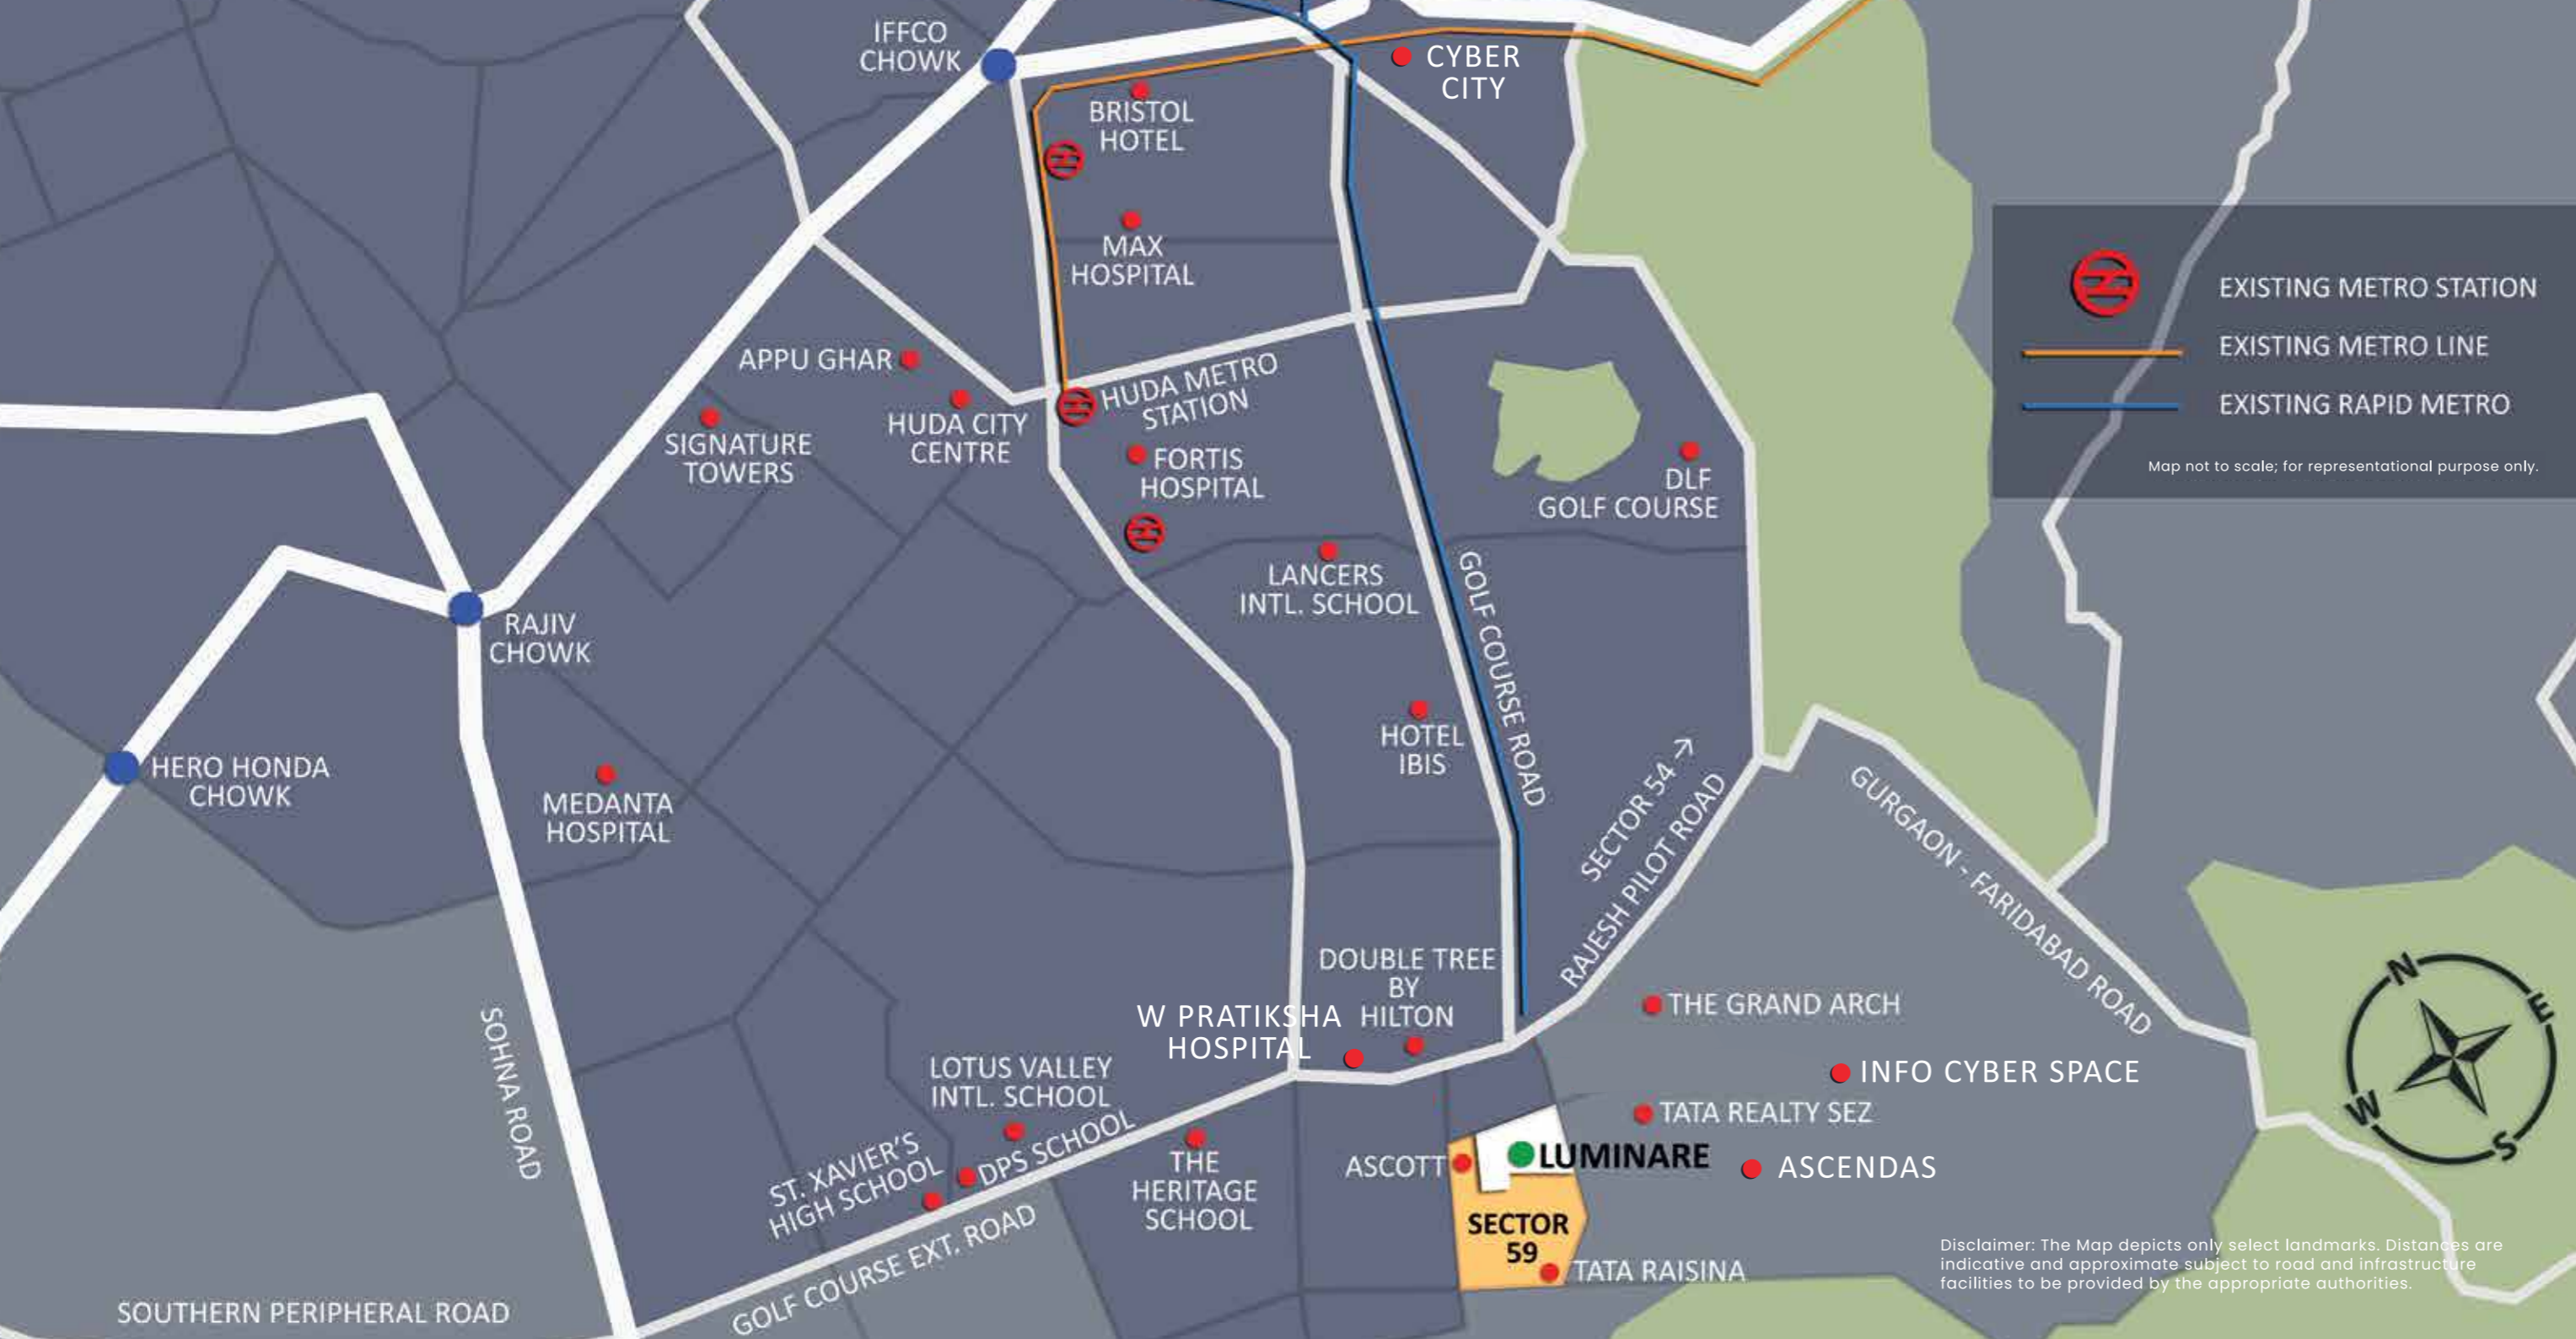 IFFCO
CHOWK
CYBER
CITY
BRISTOL
HOTEL
MAX
HOSPITAL
EXISTING METRO STATION
EXISTING METRO LINE
EXISTING RAPID METRO
Map not to scale; for representational purpose only.
APPU GHAR
HUDA METRO
STATION
HUDA CITY
CENTRE
SIGNATURE
TOWERS
FORTIS
HOSPITAL
DLF
GOLF COURSE
LANCERS
INTL. SCHOOL
GOLF COURSE ROAD
RAJIV
CHOWK
HOTEL
IBIS
HERO HONDA
CHOWK
MEDANTA
HOSPITAL
SECTOR 54 →
RAJESH PILOT ROAD
GURGAON - FARIDABAD ROAD
DOUBLE TREE
BY
HILTON
W PRATIKSHA
HOSPITAL
THE GRAND ARCH
N
E
W
S
SOHNA ROAD
LOTUS VALLEY
INTL. SCHOOL
INFO CYBER SPACE
TATA REALTY SEZ
ST. XAVIER'S
HIGH SCHOOL
DPS SCHOOL
THE
HERITAGE
SCHOOL
ASCOTT
LUMINARE
ASCENDAS
SECTOR
59
TATA RAISINA
GOLF COURSE EXT. ROAD
SOUTHERN PERIPHERAL ROAD
Disclaimer: The Map depicts only select landmarks. Distances are
indicative and approximate subject to road and infrastructure
facilities to be provided by the appropriate authorities.